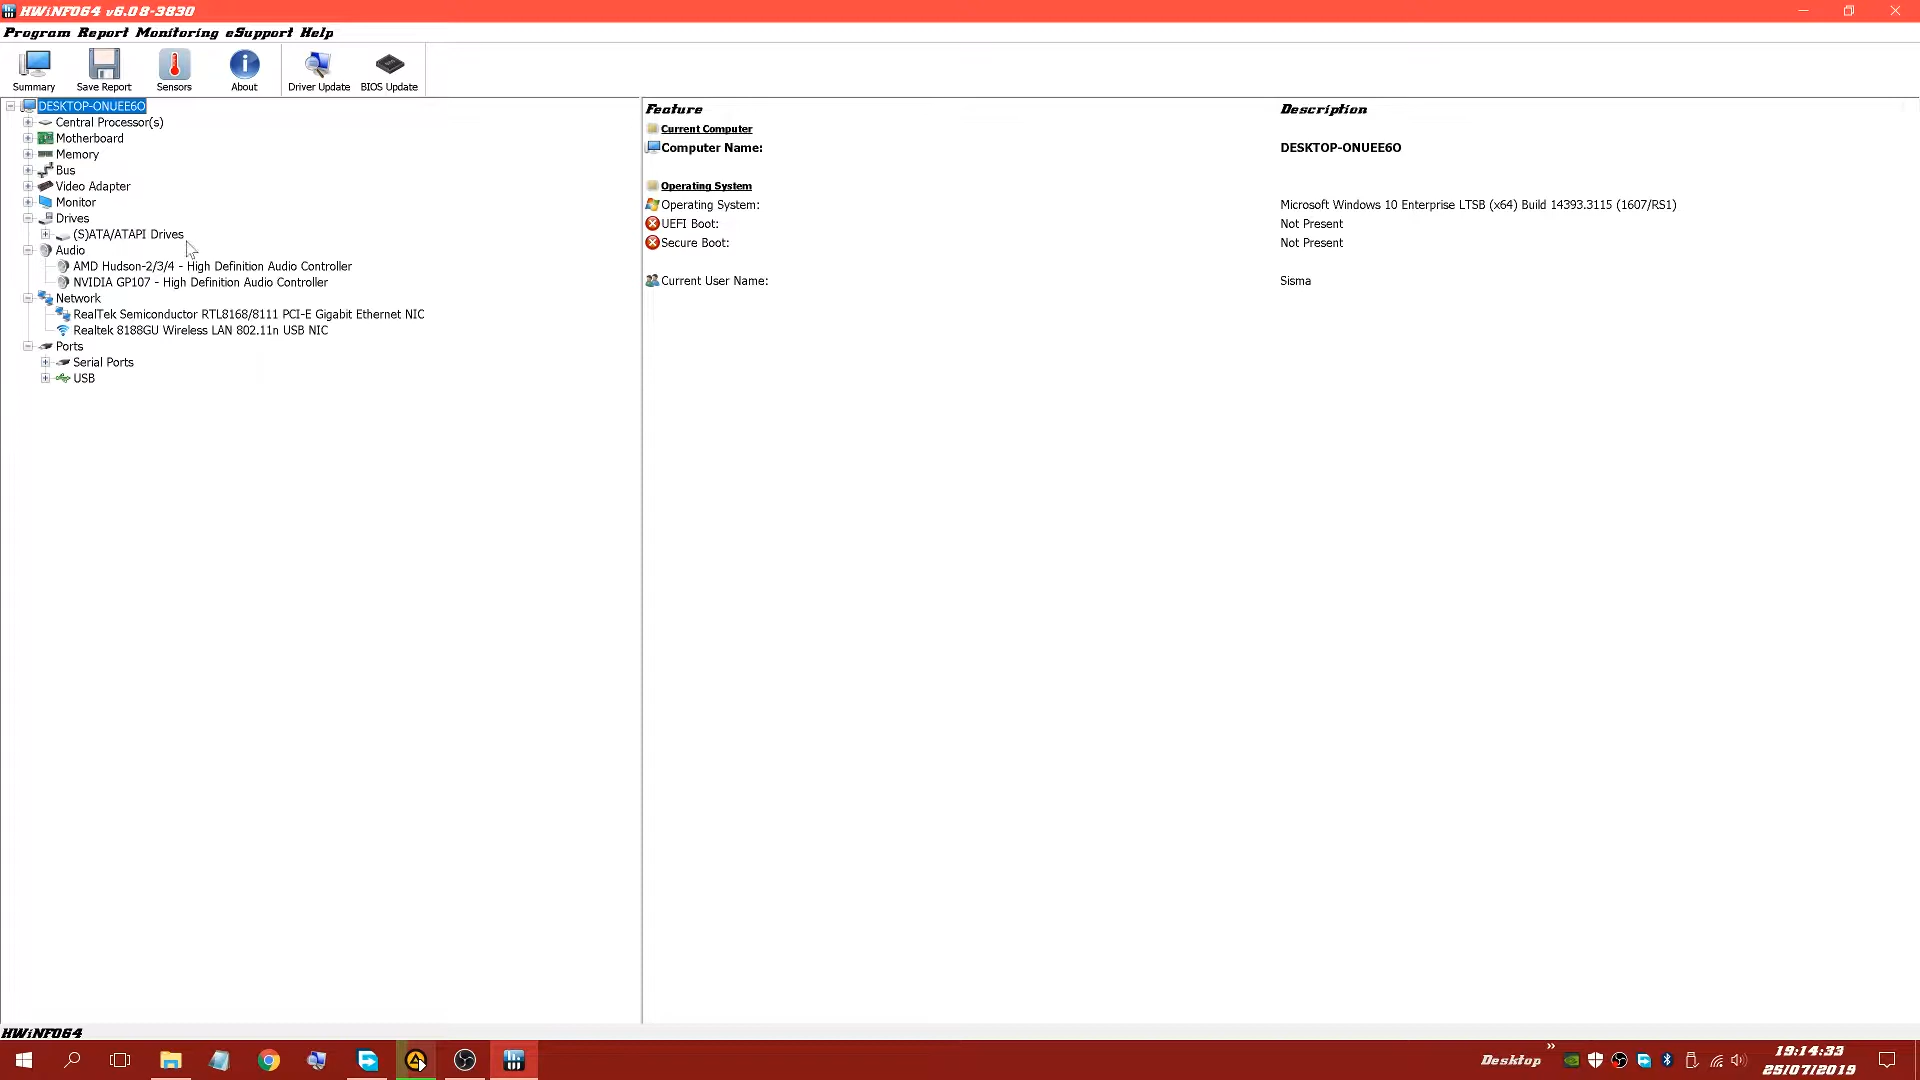 HWiNFO64 v6.08-3830
Program Report Monitoring eSupport Help
Summary Save Report Sensors About Driver Update BIOS Update
DESKTOP-ONUEE6O
Central Processor(s)
Motherboard
Memory
Bus
Video Adapter
Monitor
Drives
(S)ATA/ATAPI Drives
Audio
AMD Hudson-2/3/4 - High Definition Audio Controller
NVIDIA GP107 - High Definition Audio Controller
Network
RealTek Semiconductor RTL8168/8111 PCI-E Gigabit Ethernet NIC
Realtek 8188GU Wireless LAN 802.11n USB NIC
Ports
Serial Ports
USB
Feature Description
Current Computer
Computer Name: DESKTOP-ONUEE6O
Operating System
Operating System: Microsoft Windows 10 Enterprise LTSB (x64) Build 14393.3115 (1607/RS1)
UEFI Boot: Not Present
Secure Boot: Not Present
Current User Name: Sisma
HWiNFO64
Desktop
19:14:33
25/07/2019